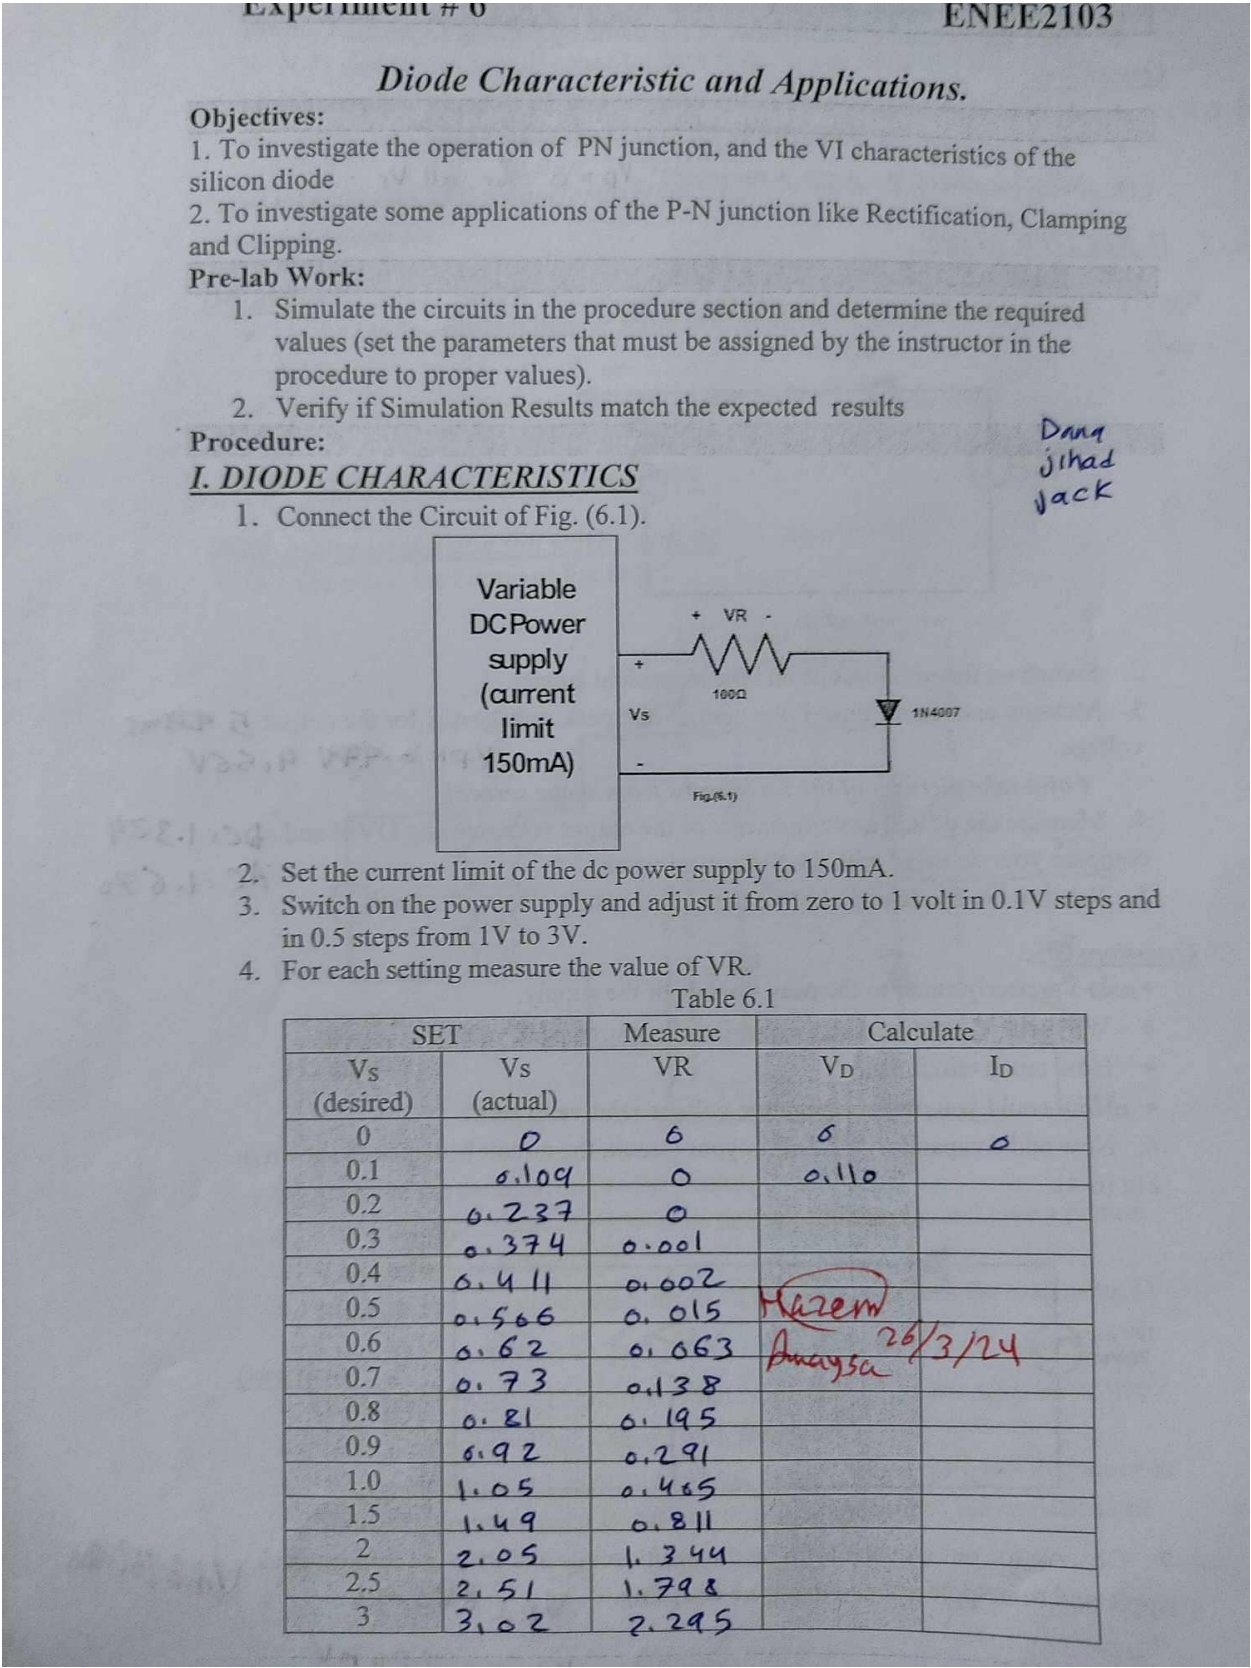 Experiment # 6 ENEE2103
Diode Characteristic and Applications.
Objectives:
1. To investigate the operation of PN junction, and the VI characteristics of the
silicon diode
2. To investigate some applications of the P-N junction like Rectification, Clamping
and Clipping.
Pre-lab Work:
1. Simulate the circuits in the procedure section and determine the required
values (set the parameters that must be assigned by the instructor in the
procedure to proper values).
2. Verify if Simulation Results match the expected results
Procedure:
Dana
jihad
Jack
I. DIODE CHARACTERISTICS
1. Connect the Circuit of Fig. (6.1).
Variable
DC Power
supply
(current
limit
150mA)
+ VR -
100Ω
+
Vs
-
1N4007
Fig.(6.1)
2. Set the current limit of the dc power supply to 150mA.
3. Switch on the power supply and adjust it from zero to 1 volt in 0.1V steps and
in 0.5 steps from 1V to 3V.
4. For each setting measure the value of VR.
Table 6.1
SET Measure Calculate
Vs Vs VR VD ID
(desired) (actual)
0 0 0 0 0
0.1 0.109 0 0.110
0.2 0.237 0
0.3 0.374 0.001
0.4 0.411 0.002
0.5 0.506 0.015 Hazem
0.6 0.62 0.063 26/3/24
0.7 0.73 0.138
0.8 0.81 0.195
0.9 0.92 0.291
1.0 1.05 0.405
1.5 1.49 0.811
2 2.05 1.344
2.5 2.51 1.798
3 3.02 2.295